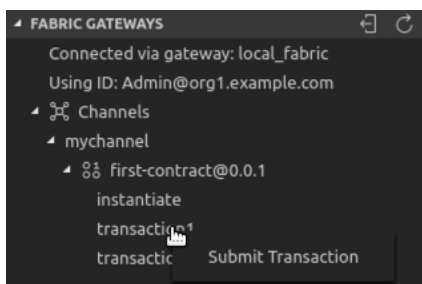 FABRIC GATEWAYS
Connected via gateway: local_fabric
Using ID: Admin@org1.example.com
Channels
mychannel
first-contract@0.0.1
instantiate
transaction1
Submit Transaction